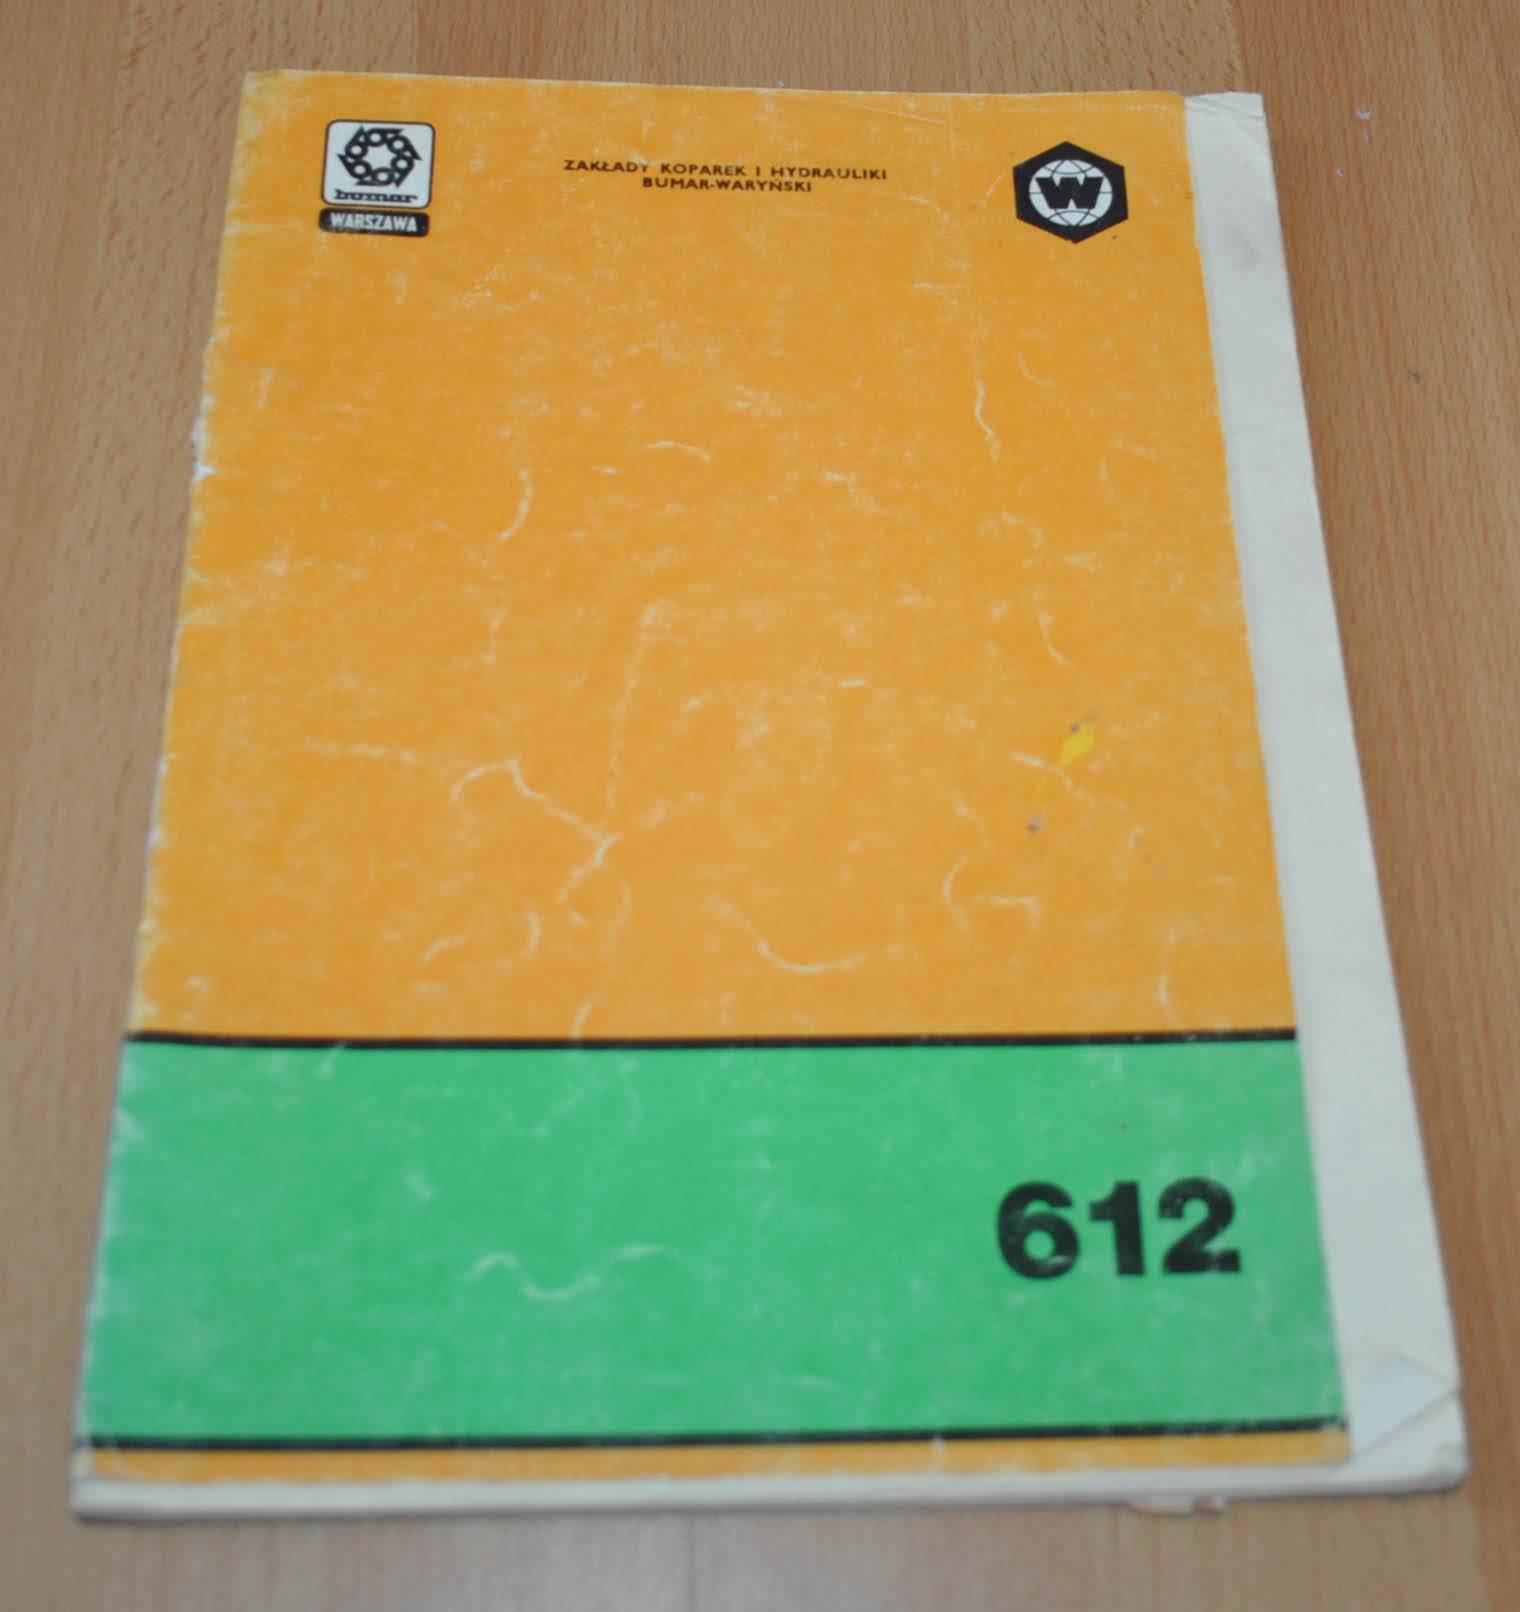 bumar
WARSZAWA
ZAKŁADY KOPAREK I HYDRAULIKI
BUMAR-WARYŃSKI
W
612